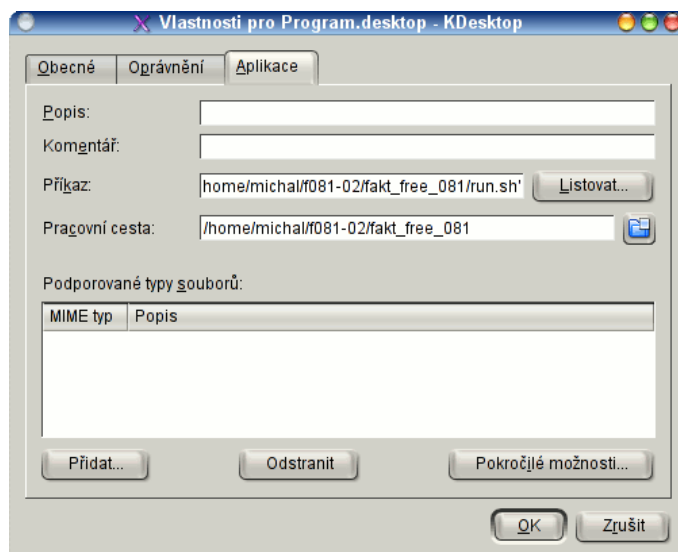 Vlastnosti pro Program.desktop - KDesktop
Obecné Oprávnění Aplikace
Popis:
Komentář:
Příkaz: home/michal/f081-02/fakt_free_081/run.sh' Listovat...
Pracovní cesta: /home/michal/f081-02/fakt_free_081
Podporované typy souborů:
MIME typ Popis
Přidat... Odstranit Pokročilé možnosti...
OK Zrušit